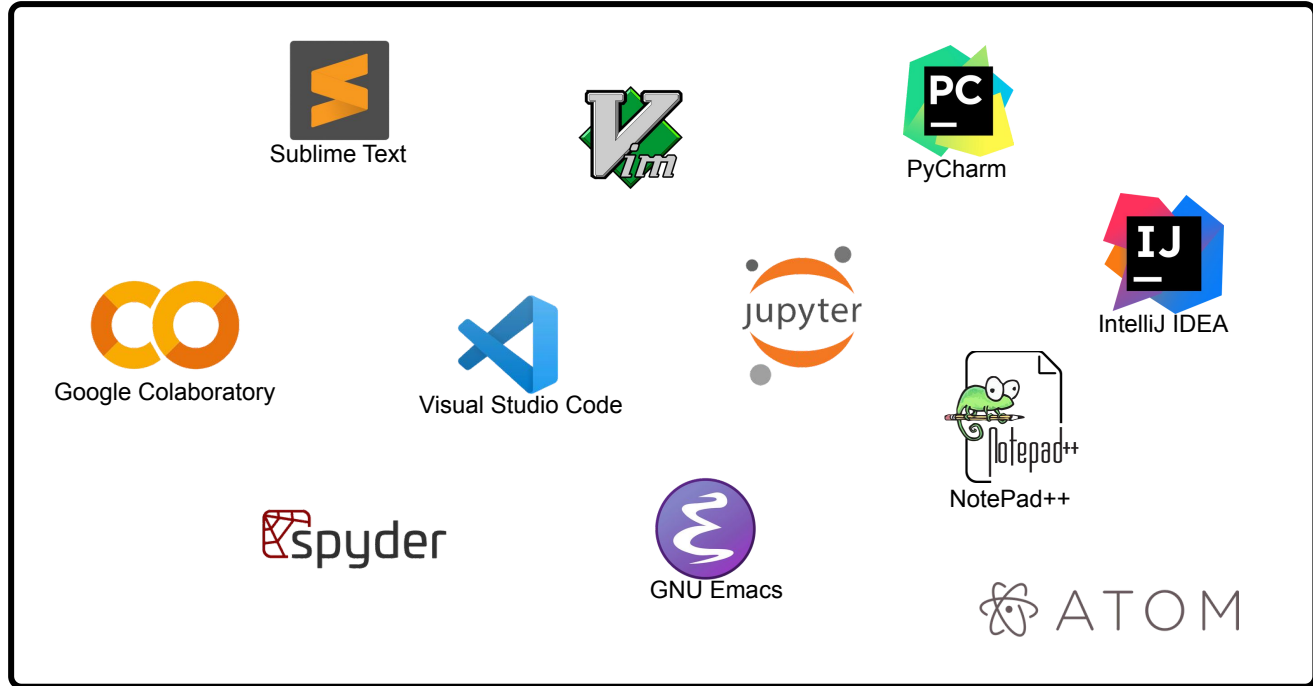 Sublime Text
Vim
PC
PyCharm
IJ
IntelliJ IDEA
CO
Google Colaboratory
Visual Studio Code
jupyter
Notepad++
NotePad++
spyder
GNU Emacs
ATOM